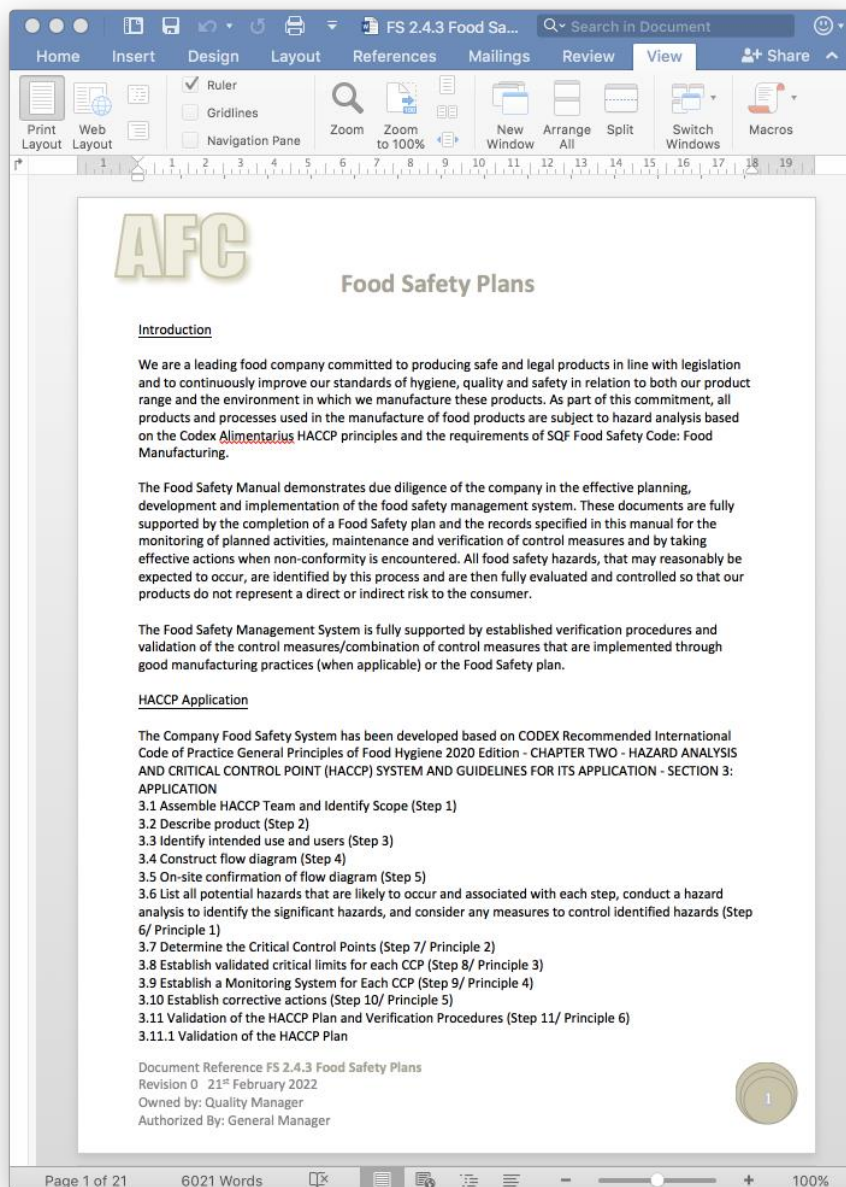 FS 2.4.3 Food Sa...
Search in Document
Home Insert Design Layout References Mailings Review View Share
Ruler
Gridlines
Navigation Pane
Print Layout
Web Layout
Zoom
Zoom to 100%
New Window
Arrange All
Split
Switch Windows
Macros
1 1 2 3 4 5 6 7 8 9 10 11 12 13 14 15 16 17 18 19
AFC
Food Safety Plans
Introduction
We are a leading food company committed to producing safe and legal products in line with legislation
and to continuously improve our standards of hygiene, quality and safety in relation to both our product
range and the environment in which we manufacture these products. As part of this commitment, all
products and processes used in the manufacture of food products are subject to hazard analysis based
on the Codex Alimentarius HACCP principles and the requirements of SQF Food Safety Code: Food
Manufacturing.
The Food Safety Manual demonstrates due diligence of the company in the effective planning,
development and implementation of the food safety management system. These documents are fully
supported by the completion of a Food Safety plan and the records specified in this manual for the
monitoring of planned activities, maintenance and verification of control measures and by taking
effective actions when non-conformity is encountered. All food safety hazards, that may reasonably be
expected to occur, are identified by this process and are then fully evaluated and controlled so that our
products do not represent a direct or indirect risk to the consumer.
The Food Safety Management System is fully supported by established verification procedures and
validation of the control measures/combination of control measures that are implemented through
good manufacturing practices (when applicable) or the Food Safety plan.
HACCP Application
The Company Food Safety System has been developed based on CODEX Recommended International
Code of Practice General Principles of Food Hygiene 2020 Edition - CHAPTER TWO - HAZARD ANALYSIS
AND CRITICAL CONTROL POINT (HACCP) SYSTEM AND GUIDELINES FOR ITS APPLICATION - SECTION 3:
APPLICATION
3.1 Assemble HACCP Team and Identify Scope (Step 1)
3.2 Describe product (Step 2)
3.3 Identify intended use and users (Step 3)
3.4 Construct flow diagram (Step 4)
3.5 On-site confirmation of flow diagram (Step 5)
3.6 List all potential hazards that are likely to occur and associated with each step, conduct a hazard
analysis to identify the significant hazards, and consider any measures to control identified hazards (Step
6/ Principle 1)
3.7 Determine the Critical Control Points (Step 7/ Principle 2)
3.8 Establish validated critical limits for each CCP (Step 8/ Principle 3)
3.9 Establish a Monitoring System for Each CCP (Step 9/ Principle 4)
3.10 Establish corrective actions (Step 10/ Principle 5)
3.11 Validation of the HACCP Plan and Verification Procedures (Step 11/ Principle 6)
3.11.1 Validation of the HACCP Plan
Document Reference FS 2.4.3 Food Safety Plans
Revision 0 21st February 2022
Owned by: Quality Manager
Authorized By: General Manager
1
Page 1 of 21 6021 Words 100%